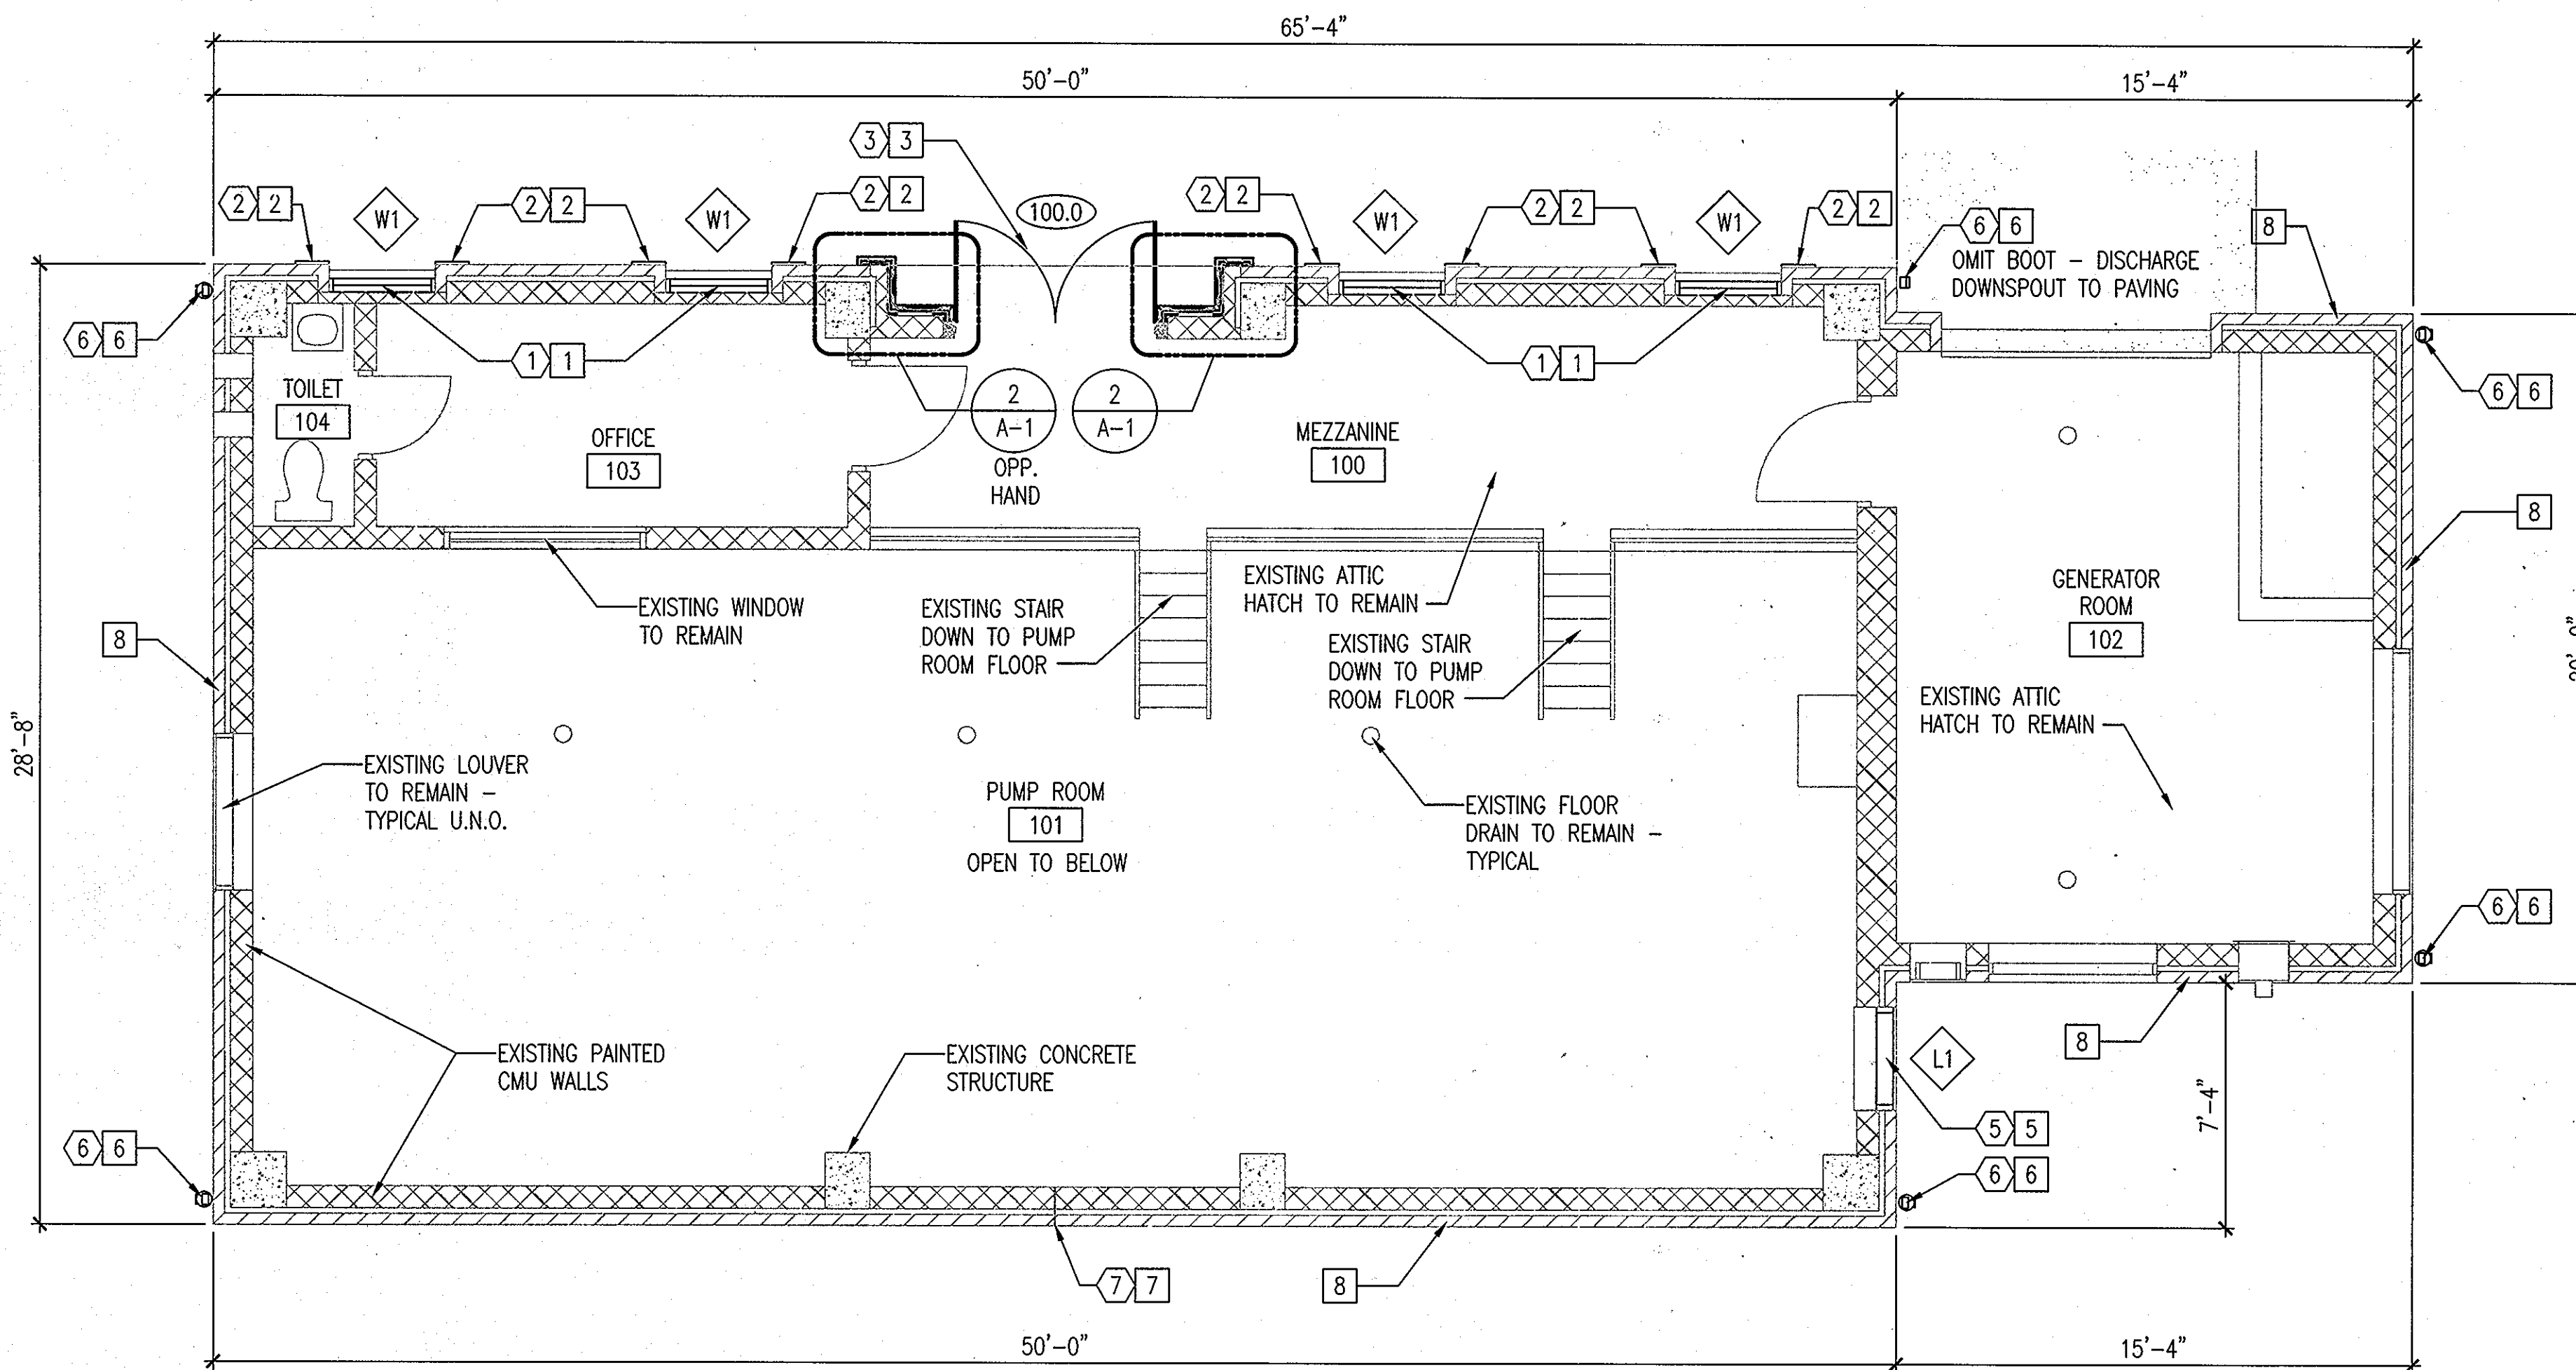 65'-4"
50'-0"
15'-4"
3 3
2 2
W1
2 2
W1
2 2
100.0
2 2
W1
2 2
W1
2 2
6 6
OMIT BOOT - DISCHARGE
DOWNSPOUT TO PAVING
8
6 6
1 1
1 1
6 6
TOILET
104
OFFICE
103
2
A-1
OPP.
HAND
2
A-1
MEZZANINE
100
8
GENERATOR
ROOM
102
EXISTING WINDOW
TO REMAIN
EXISTING STAIR
DOWN TO PUMP
ROOM FLOOR
EXISTING ATTIC
HATCH TO REMAIN
EXISTING STAIR
DOWN TO PUMP
ROOM FLOOR
8
28'-8"
EXISTING ATTIC
HATCH TO REMAIN
EXISTING LOUVER
TO REMAIN -
TYPICAL U.N.O.
PUMP ROOM
101
OPEN TO BELOW
EXISTING FLOOR
DRAIN TO REMAIN -
TYPICAL
6 6
EXISTING PAINTED
CMU WALLS
EXISTING CONCRETE
STRUCTURE
L1
8
7'-4"
5 5
6 6
6 6
7 7
8
50'-0"
15'-4"